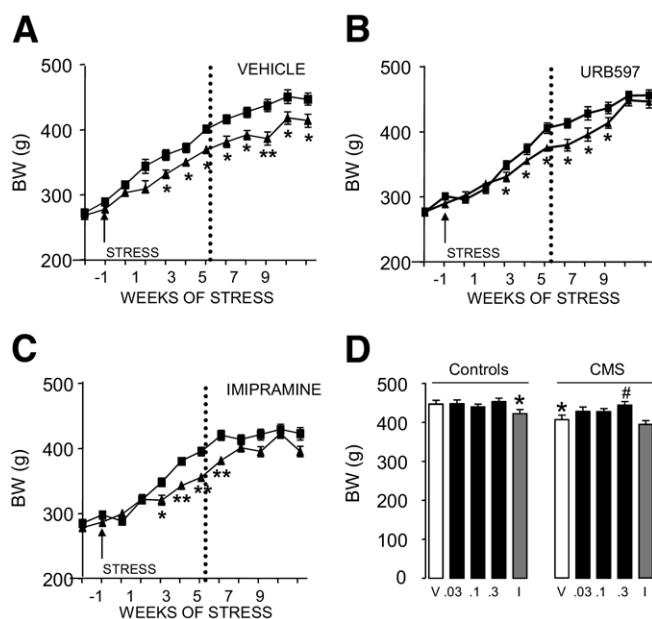 A
VEHICLE
500
400
300
200
BW (g)
STRESS
* * * * * ** * *
-1 1 3 5 7 9
WEEKS OF STRESS
B
URB597
500
400
300
200
BW (g)
STRESS
* * * * * *
-1 1 3 5 7 9
WEEKS OF STRESS
C
IMIPRAMINE
500
400
300
200
BW (g)
STRESS
* ** ** **
-1 1 3 5 7 9
WEEKS OF STRESS
D
Controls CMS
500
400
300
200
100
0
BW (g)
* * #
V .03 .1 .3 I V .03 .1 .3 I